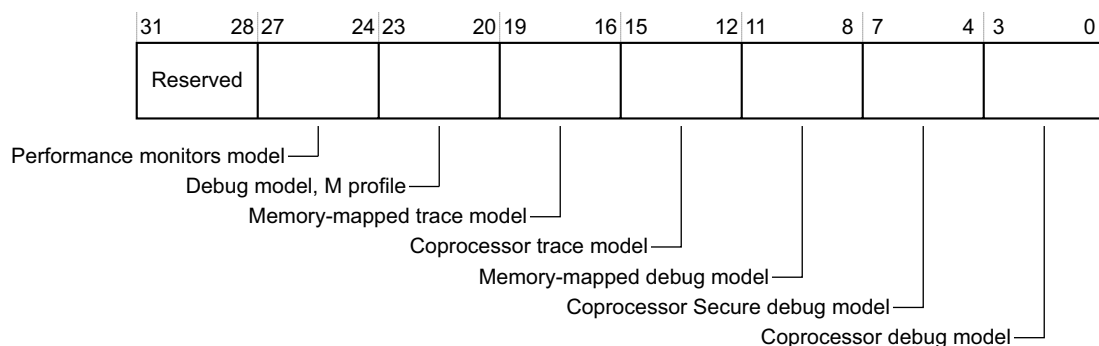 31 28 27 24 23 20 19 16 15 12 11 8 7 4 3 0
Reserved
Performance monitors model
Debug model, M profile
Memory-mapped trace model
Coprocessor trace model
Memory-mapped debug model
Coprocessor Secure debug model
Coprocessor debug model